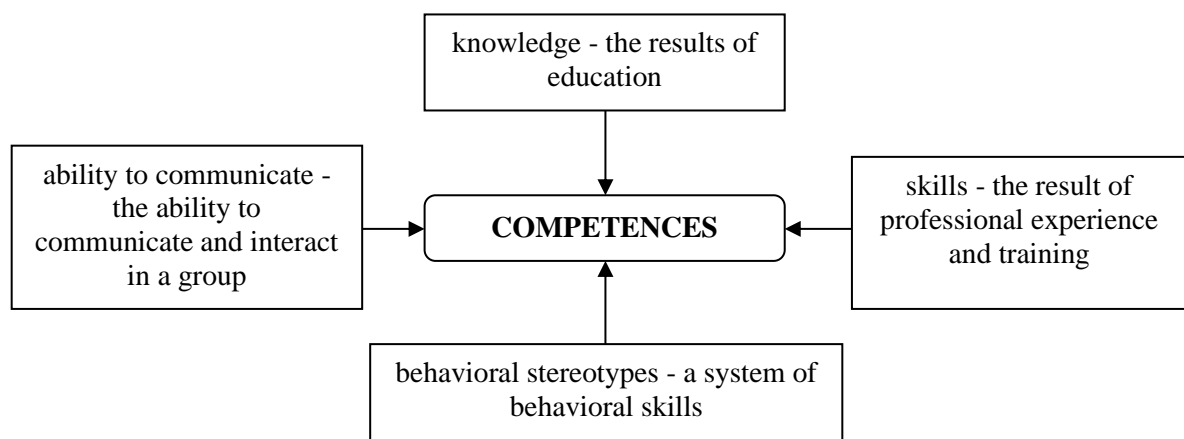 knowledge - the results of
education
ability to communicate -
the ability to
communicate and interact
in a group
COMPETENCES
skills - the result of
professional experience
and training
behavioral stereotypes - a system of
behavioral skills